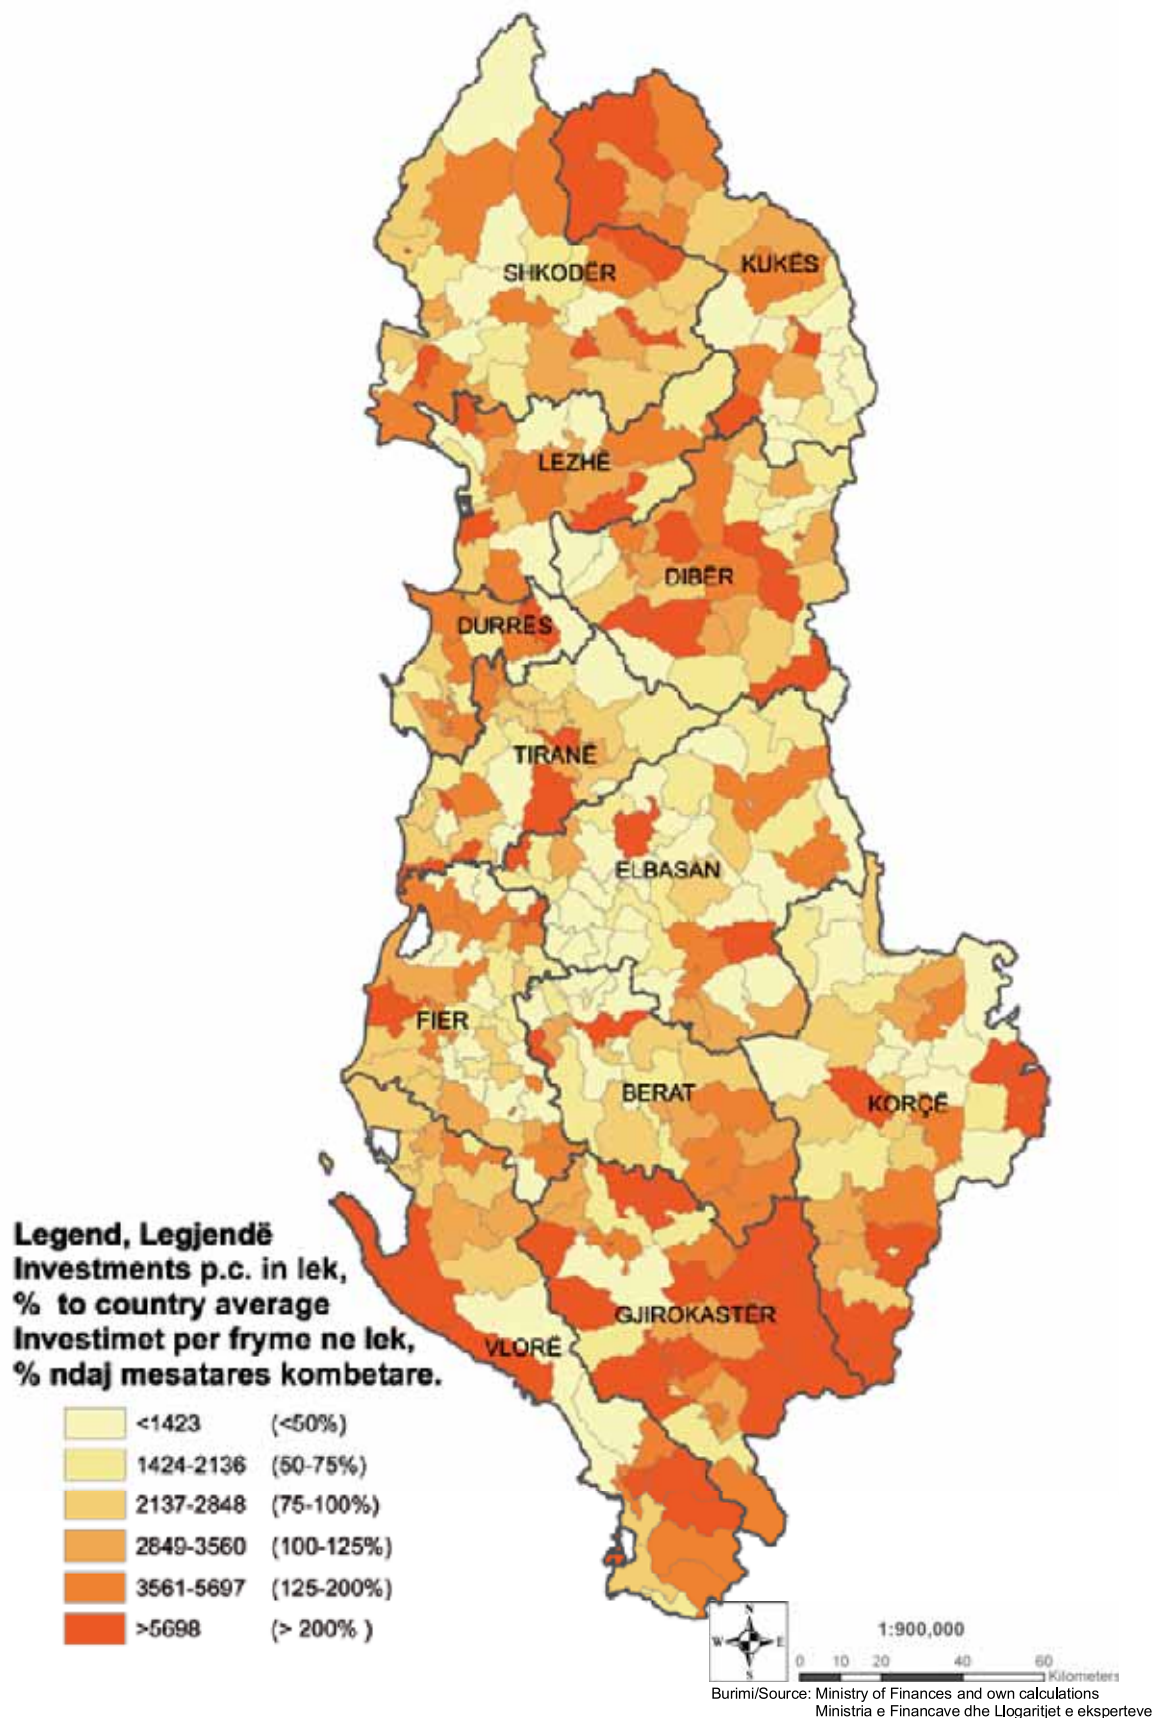 SHKODËR
KUKËS
LEZHË
DIBËR
DURRËS
TIRANË
ELBASAN
FIER
BERAT
KORÇË
GJIROKASTËR
VLORË
Legend, Legjendë
Investments p.c. in lek,
% to country average
Investimet per fryme ne lek,
% ndaj mesatares kombetare.
<1423 (<50%)
1424-2136 (50-75%)
2137-2848 (75-100%)
2849-3560 (100-125%)
3561-5697 (125-200%)
>5698 (> 200% )
N
W E
S
1:900,000
0 10 20 40 60
Kilometers
Burimi/Source: Ministry of Finances and own calculations
Ministria e Financave dhe Llogaritjet e eksperteve